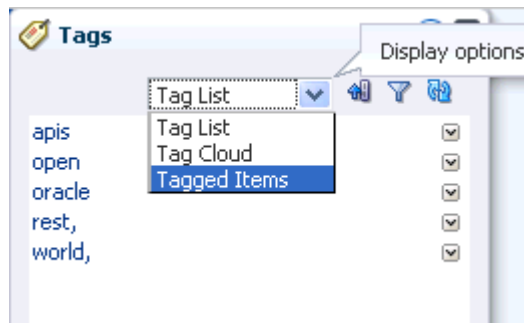 Tags
Display options
Tag List
Tag List
Tag Cloud
Tagged Items
apis
open
oracle
rest,
world,